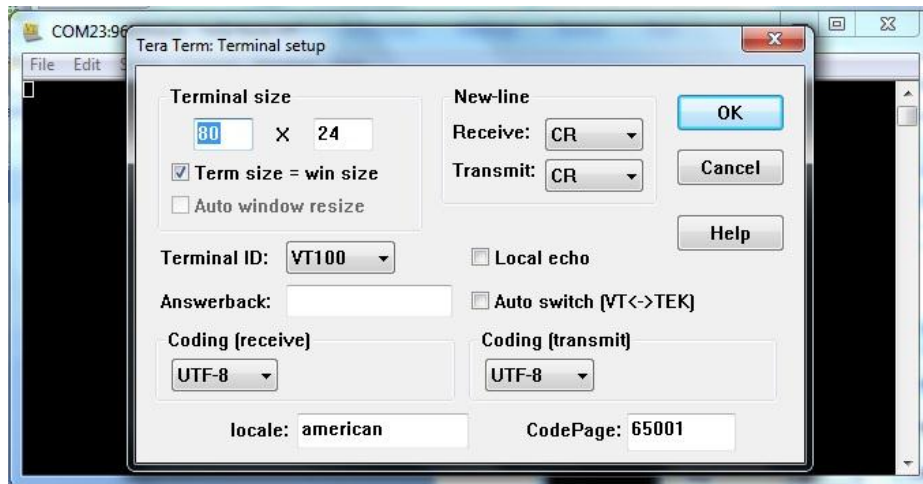 COM23:96
Tera Term: Terminal setup
File Edit
Terminal size
80 X 24
Term size = win size
Auto window resize
New-line
Receive: CR
Transmit: CR
OK
Cancel
Help
Terminal ID: VT100
Local echo
Answerback:
Auto switch (VT<->TEK)
Coding (receive)
UTF-8
Coding (transmit)
UTF-8
locale: american
CodePage: 65001